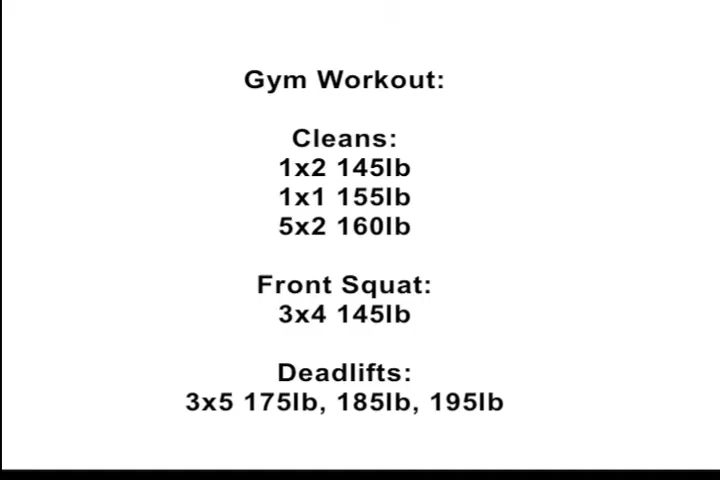 Gym Workout:
Cleans:
1x2 145lb
1x1 155lb
5x2 160lb
Front Squat:
3x4 145lb
Deadlifts:
3x5 175lb, 185lb, 195lb